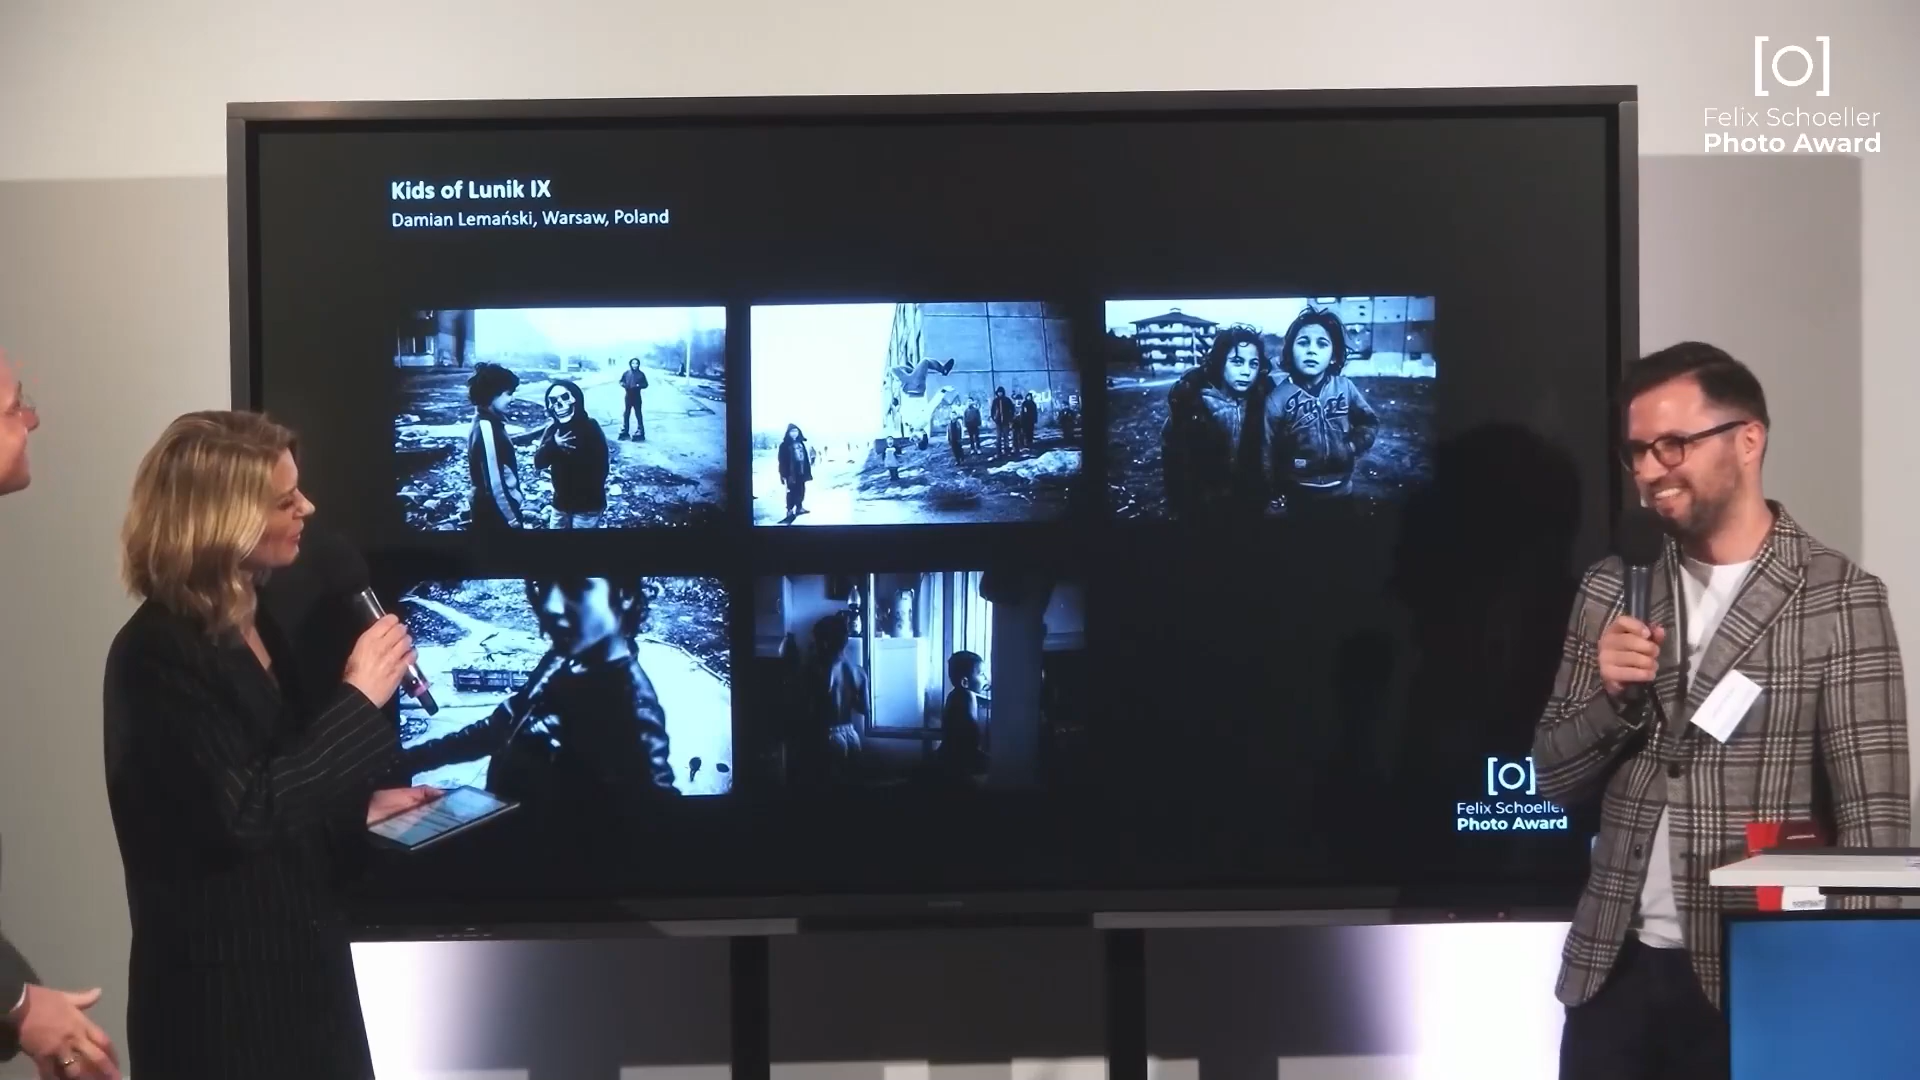 Felix Schoeller
Photo Award
Kids of Lunik IX
Damian Lemański, Warsaw, Poland
Felix Schoeller
Photo Award